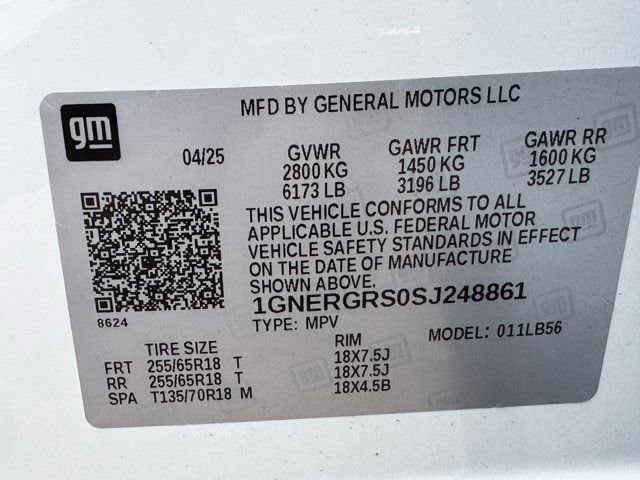 MFD BY GENERAL MOTORS LLC
gm
04/25 GVWR GAWR FRT GAWR RR
2800 KG 1450 KG 1600 KG
6173 LB 3196 LB 3527 LB
THIS VEHICLE CONFORMS TO ALL
APPLICABLE U.S. FEDERAL MOTOR
VEHICLE SAFETY STANDARDS IN EFFECT
ON THE DATE OF MANUFACTURE
SHOWN ABOVE.
1GNERGRS0SJ248861
8624
TYPE: MPV MODEL: 011LB56
TIRE SIZE RIM
FRT 255/65R18 T 18X7.5J
RR 255/65R18 T 18X7.5J
SPA T135/70R18 M 18X4.5B